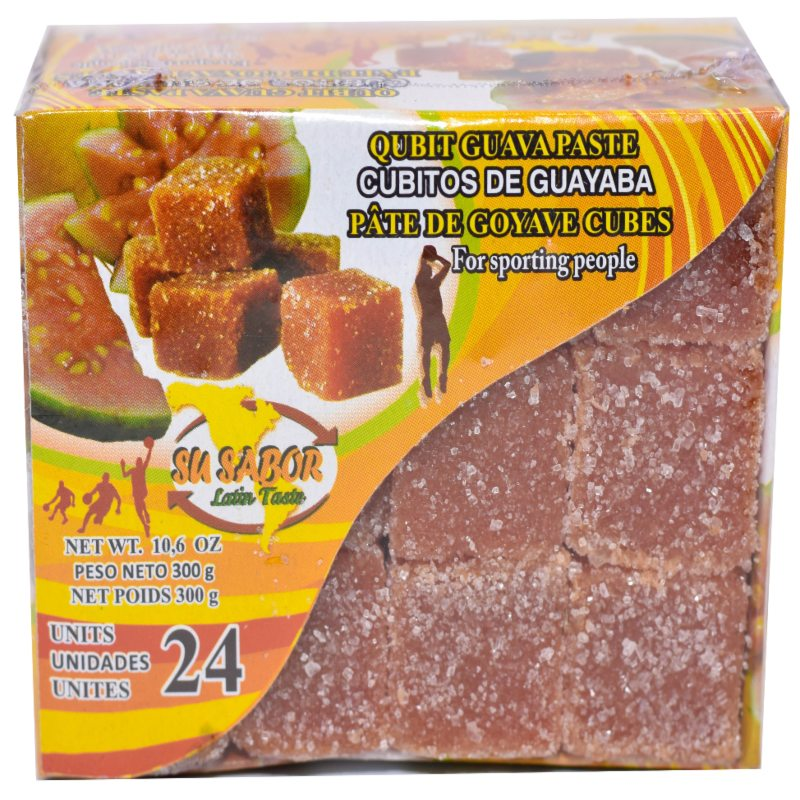 QUBIT GUAVA PASTE
CUBITOS DE GUAYABA
PÂTE DE GOYAVE CUBES
For sporting people
SU SABOR
Latin Taste
NET WT. 10,6 OZ
PESO NETO 300 g
NET POIDS 300 g
UNITS
UNIDADES
UNITES
24